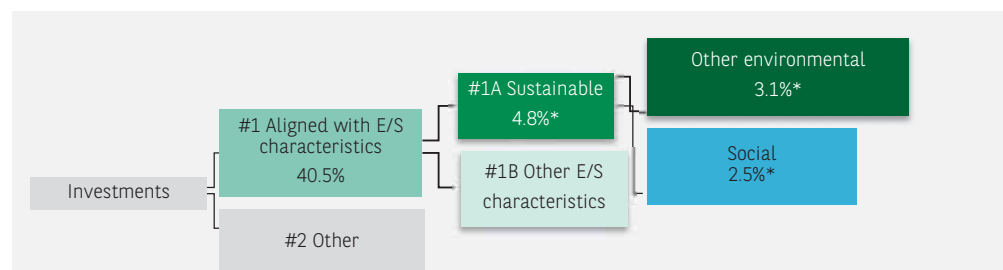 Investments
#1 Aligned with E/S
characteristics
40.5%
#2 Other
#1A Sustainable
4.8%*
#1B Other E/S
characteristics
Other environmental
3.1%*
Social
2.5%*